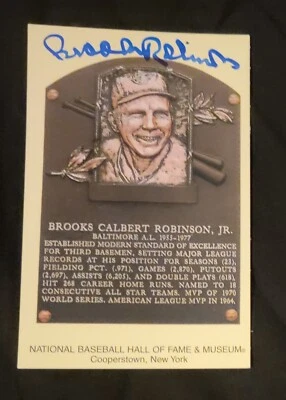 Brooks Robinson
BROOKS CALBERT ROBINSON, JR.
BALTIMORE A.L. 1955-1977
ESTABLISHED MODERN STANDARD OF EXCELLENCE
FOR THIRD BASEMEN, SETTING MAJOR LEAGUE
RECORDS AT HIS POSITION FOR SEASONS (23),
FIELDING PCT. (.971), GAMES (2,870), PUTOUTS
(2,697), ASSISTS (6,205), AND DOUBLE PLAYS (618),
HIT 268 CAREER HOME RUNS. NAMED TO 18
CONSECUTIVE ALL STAR TEAMS. MVP OF 1970
WORLD SERIES. AMERICAN LEAGUE MVP IN 1964.
NATIONAL BASEBALL HALL OF FAME & MUSEUM®
Cooperstown, New York